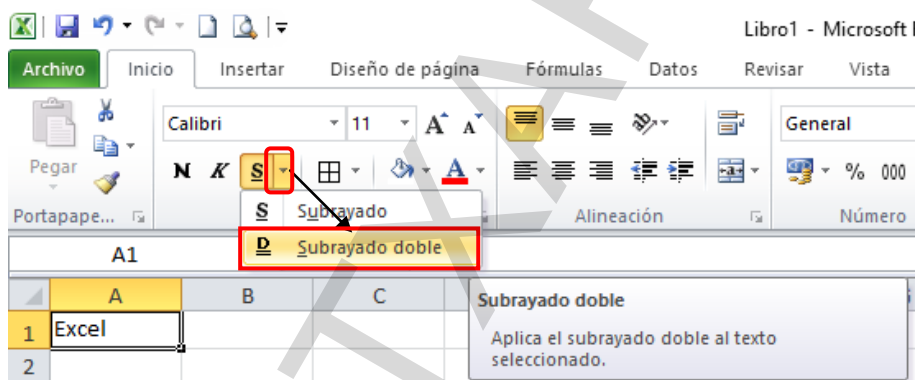 Libro1 - Microsoft
Archivo Inicio Insertar Diseño de página Fórmulas Datos Revisar Vista
Calibri 11 A A General
Pegar N K S A a % 000
Portapape... Alineación Número
S Subrayado
D Subrayado doble
A1
A B C
Subrayado doble
1 Excel
Aplica el subrayado doble al texto
seleccionado.
2